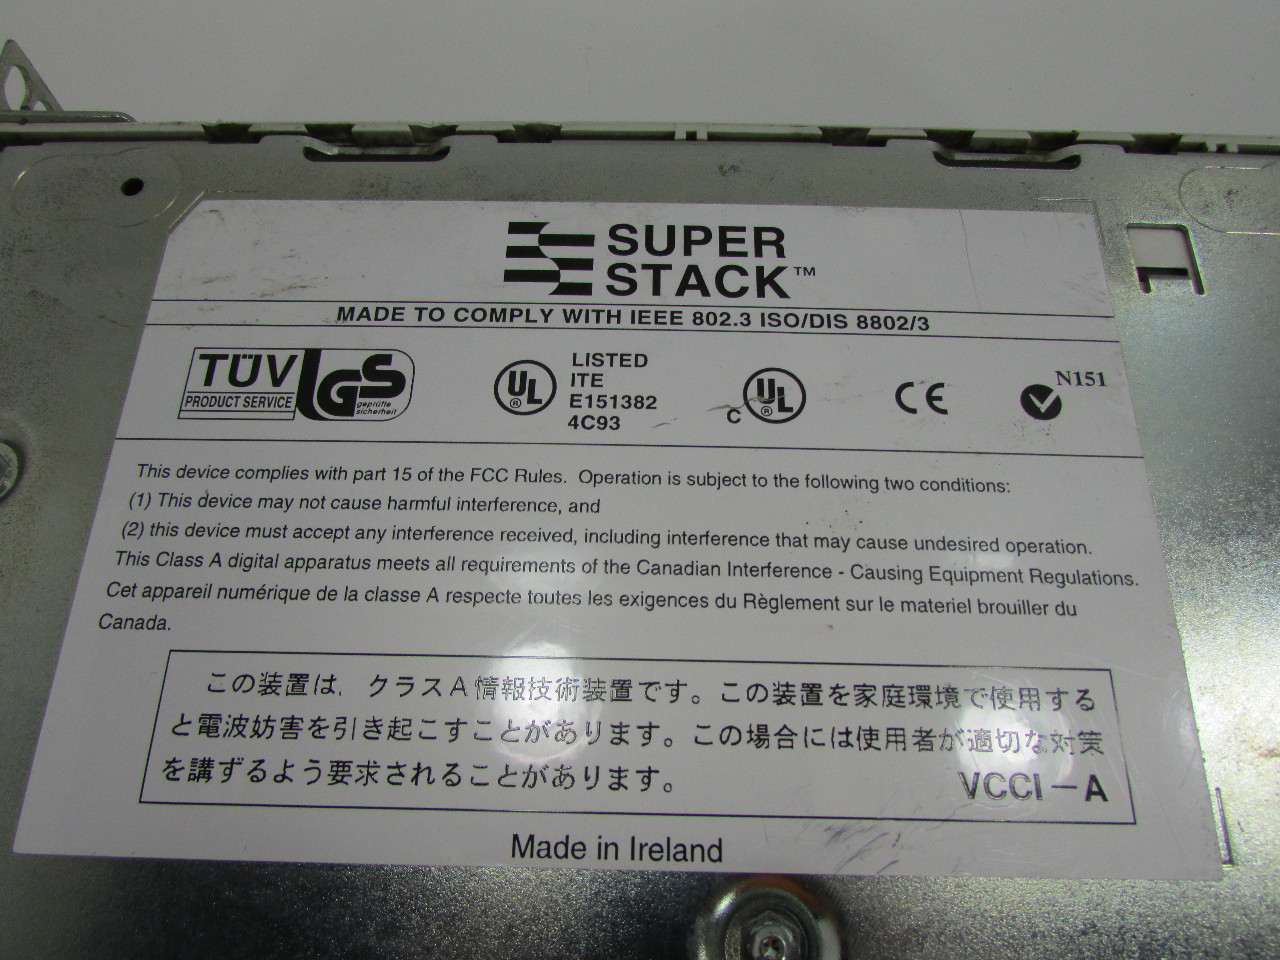 SUPER
STACK™
MADE TO COMPLY WITH IEEE 802.3 ISO/DIS 8802/3
TÜV
PRODUCT SERVICE
GS
geprüfte
sicherheit
UL
®
LISTED
ITE
E151382
4C93
C UL
®
CE
N151
This device complies with part 15 of the FCC Rules. Operation is subject to the following two conditions:
(1) This device may not cause harmful interference, and
(2) this device must accept any interference received, including interference that may cause undesired operation.
This Class A digital apparatus meets all requirements of the Canadian Interference - Causing Equipment Regulations.
Cet appareil numérique de la classe A respecte toutes les exigences du Règlement sur le materiel brouiller du
Canada.
この装置は、クラスA情報技術装置です。この装置を家庭環境で使用する
と電波妨害を引き起こすことがあります。この場合には使用者が適切な対策
を講ずるよう要求されることがあります。
VCCI－A
Made in Ireland